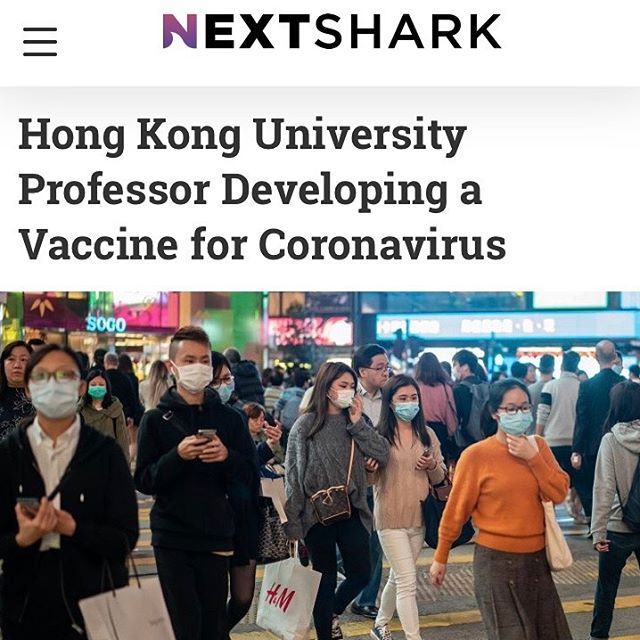 NEXTSHARK
Hong Kong University
Professor Developing a
Vaccine for Coronavirus
SOGO
H&M